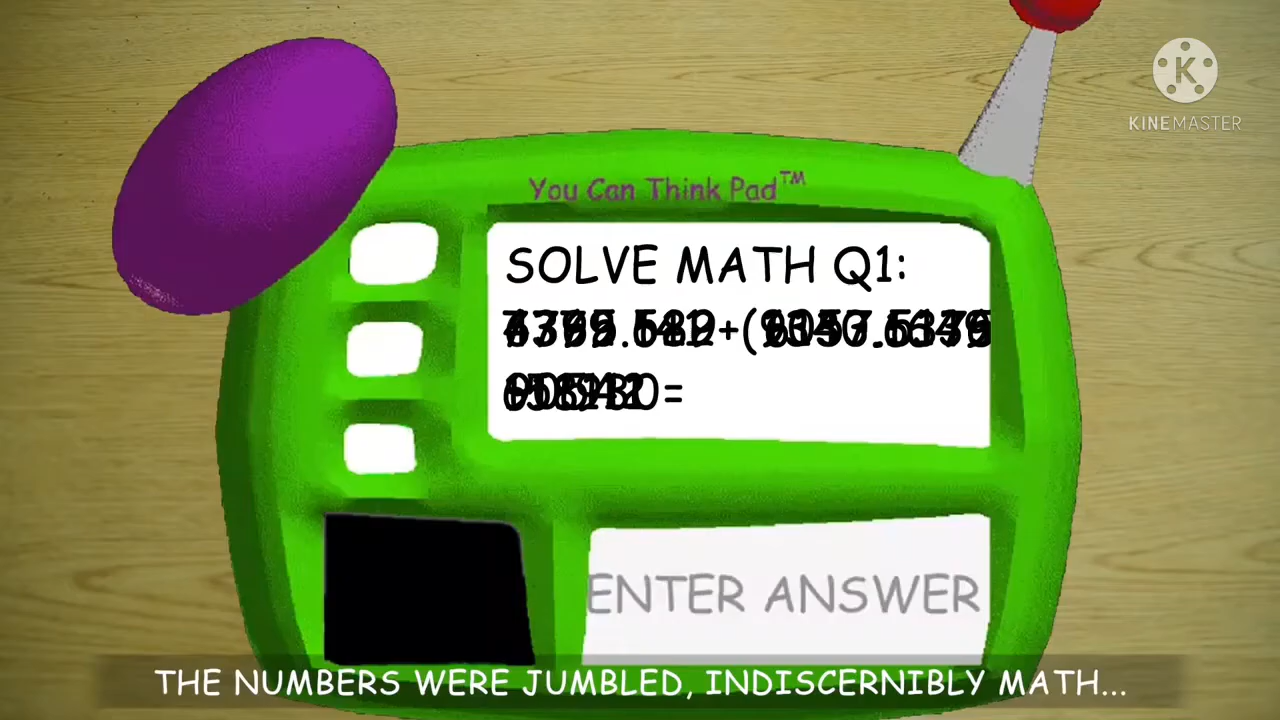 KINEMASTER
You Can Think Pad™
SOLVE MATH Q1:
ENTER ANSWER
THE NUMBERS WERE JUMBLED, INDISCERNIBLY MATH...